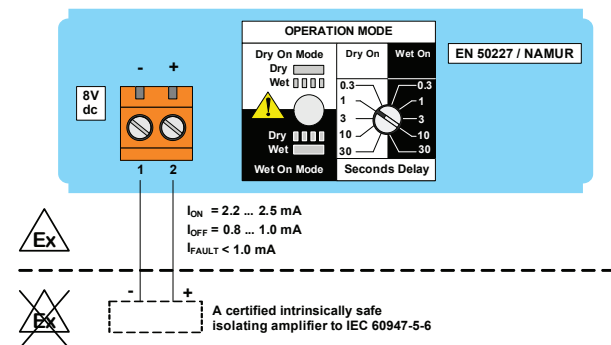 OPERATION MODE
Dry On Mode
Dry
Wet
Dry
Wet
Wet On Mode
Dry On
Wet On
0.3
0.3
1
1
3
3
10
10
30
30
Seconds Delay
EN 50227 / NAMUR
8V
dc
- +
1 2
Ex
I_ON = 2.2 ... 2.5 mA
I_OFF = 0.8 ... 1.0 mA
I_FAULT < 1.0 mA
- +
Ex
A certified intrinsically safe
isolating amplifier to IEC 60947-5-6